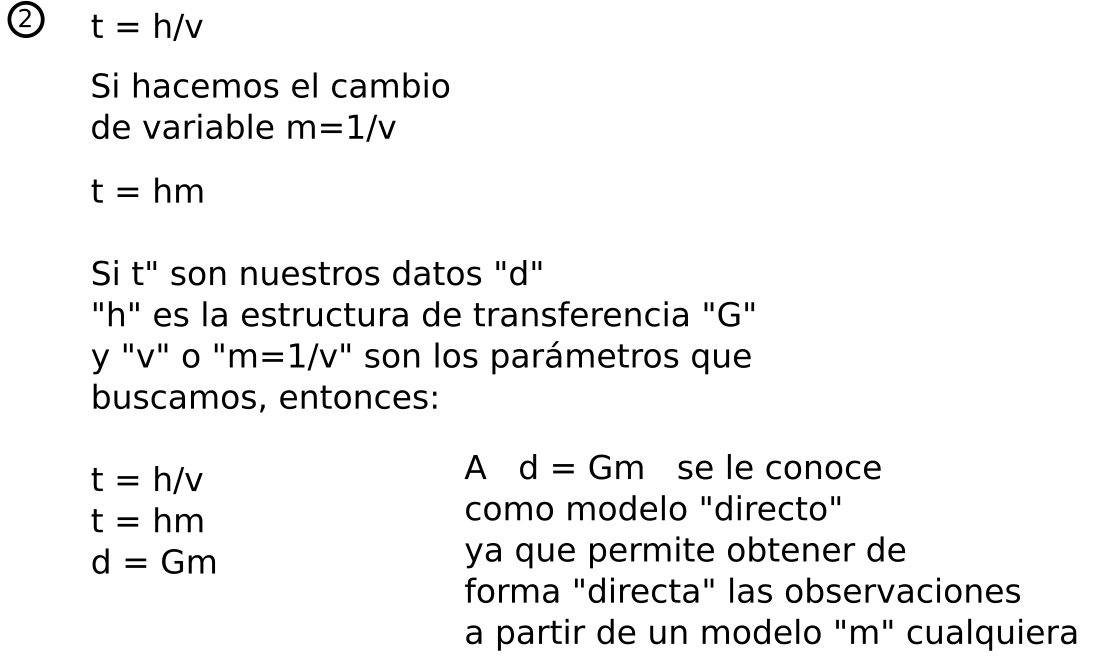 2 t = h/v
Si hacemos el cambio
de variable m=1/v
t = hm
Si t" son nuestros datos "d"
"h" es la estructura de transferencia "G"
y "v" o "m=1/v" son los parámetros que
buscamos, entonces:
t = h/v
t = hm
d = Gm
A d = Gm se le conoce
como modelo "directo"
ya que permite obtener de
forma "directa" las observaciones
a partir de un modelo "m" cualquiera